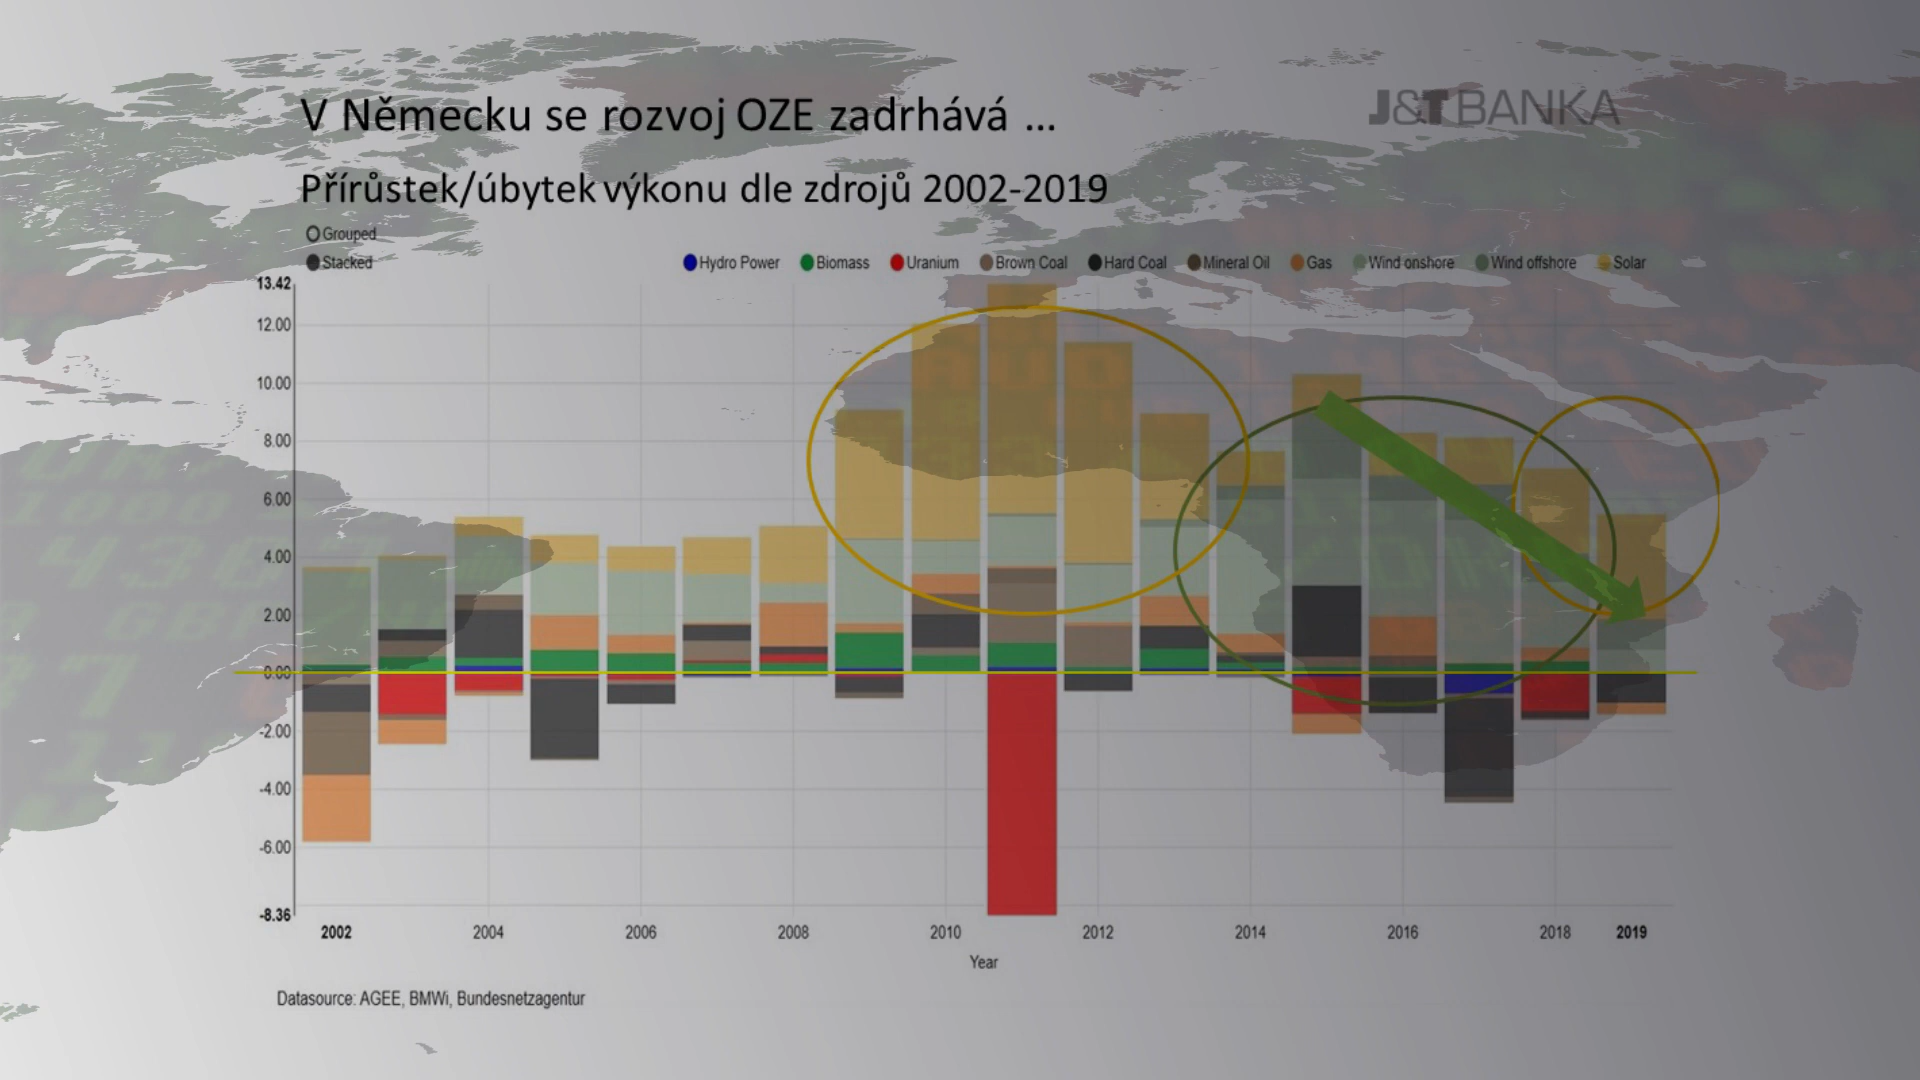 V Německu se rozvoj OZE zadrhává ...
J&T BANKA
Přírůstek/úbytek výkonu dle zdrojů 2002-2019
Grouped
Stacked
Hydro Power Biomass Uranium Brown Coal Hard Coal Mineral Oil Gas Wind onshore Wind offshore Solar
13.42
12.00
10.00
8.00
6.00
4.00
2.00
0.00
-2.00
-4.00
-6.00
-8.36
2002 2004 2006 2008 2010 2012 2014 2016 2018 2019
Year
Datasource: AGEE, BMWi, Bundesnetzagentur